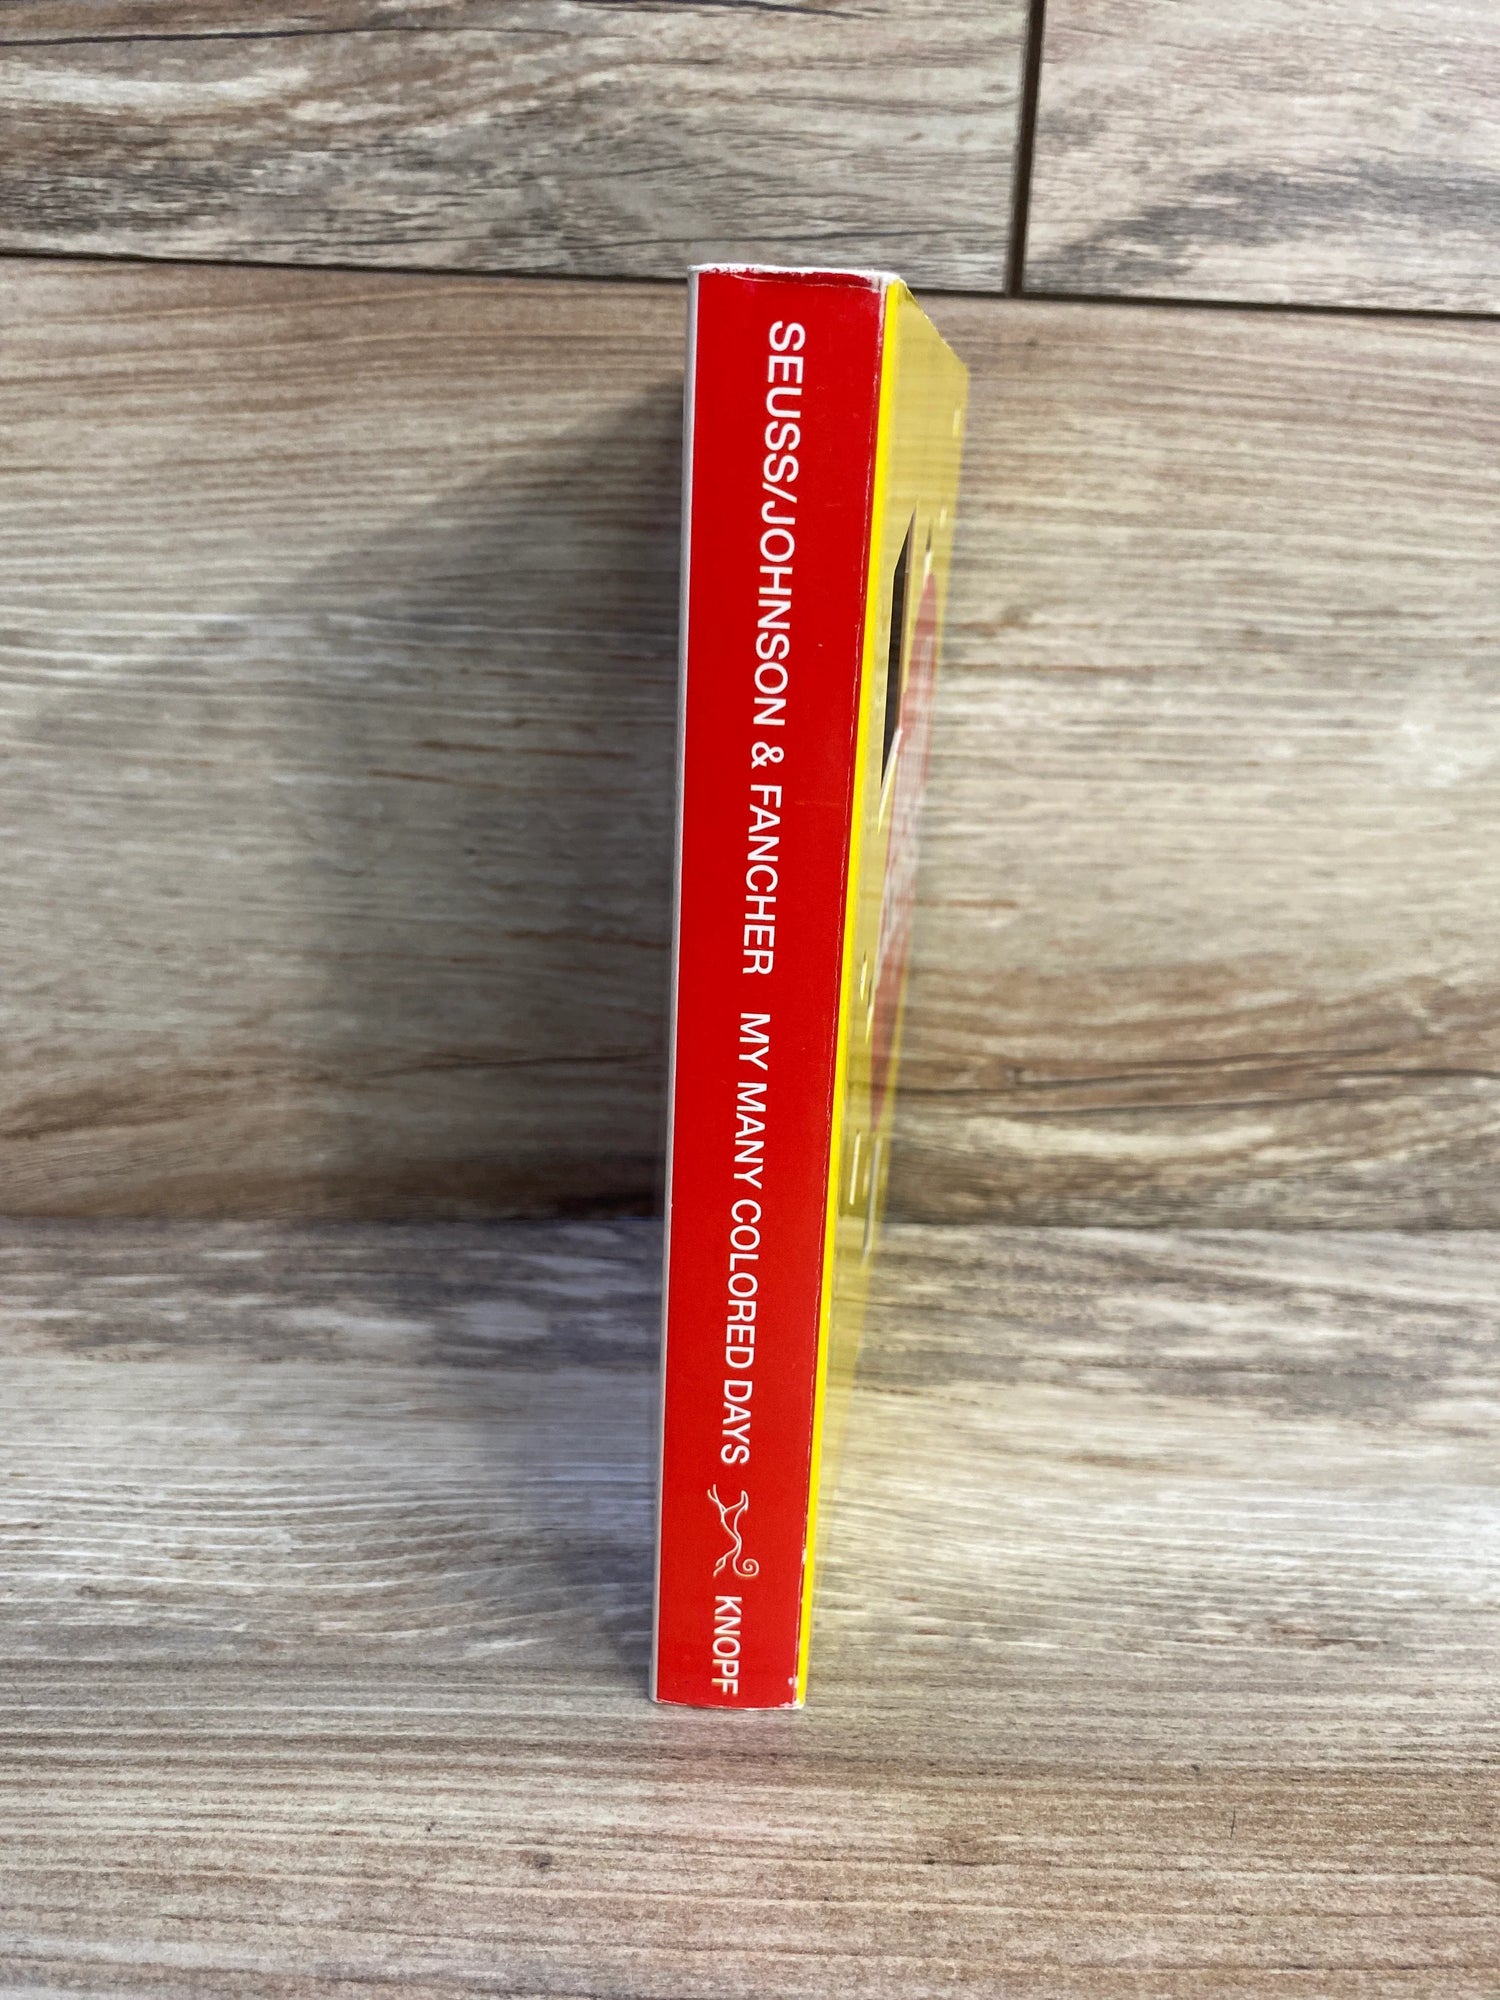 SEUSS/JOHNSON & FANCHER MY MANY COLORED DAYS KNOPF